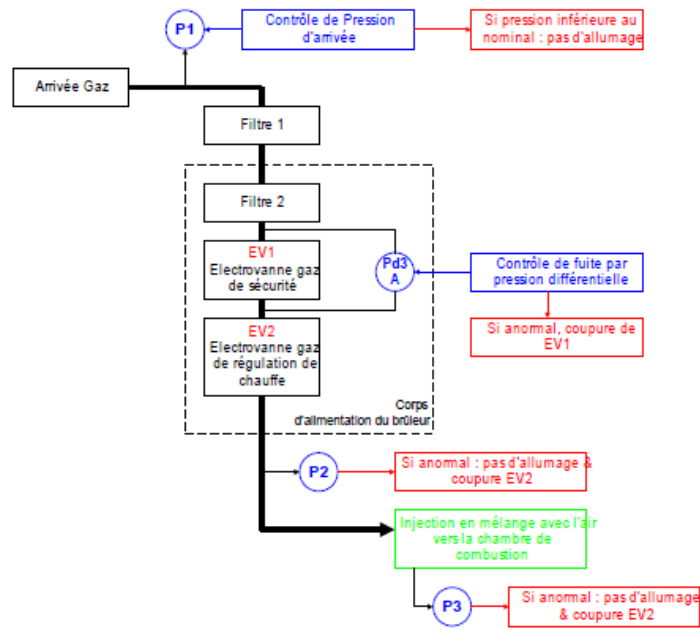 P1
Contrôle de Pression
d'arrivée
Si pression inférieure au
nominal : pas d'allumage
Arrivée Gaz
Filtre 1
Filtre 2
EV1
Electrovanne gaz
de sécurité
Pd3
A
Contrôle de fuite par
pression différentielle
Si anormal, coupure de
EV1
EV2
Electrovanne gaz
de régulation de
chauffe
Corps
d'alimentation du brûleur
P2
Si anormal : pas d'allumage &
coupure EV2
Injection en mélange avec l'air
vers la chambre de
combustion
P3
Si anormal : pas d'allumage
& coupure EV2